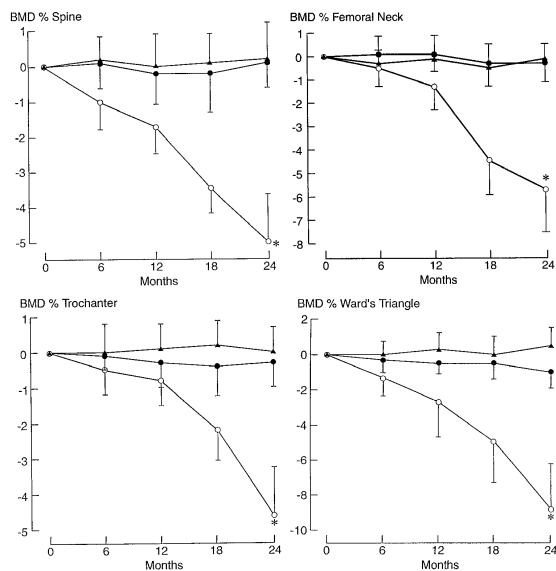 BMD % Spine
1
0
-1
-2
-3
-4
-5
*
0 6 12 18 24
Months
BMD % Femoral Neck
1
0
-1
-2
-3
-4
-5
-6
-7
-8
*
0 6 12 18 24
Months
BMD % Trochanter
1
0
-1
-2
-3
-4
-5
*
0 6 12 18 24
Months
BMD % Ward's Triangle
2
0
-2
-4
-6
-8
-10
*
0 6 12 18 24
Months